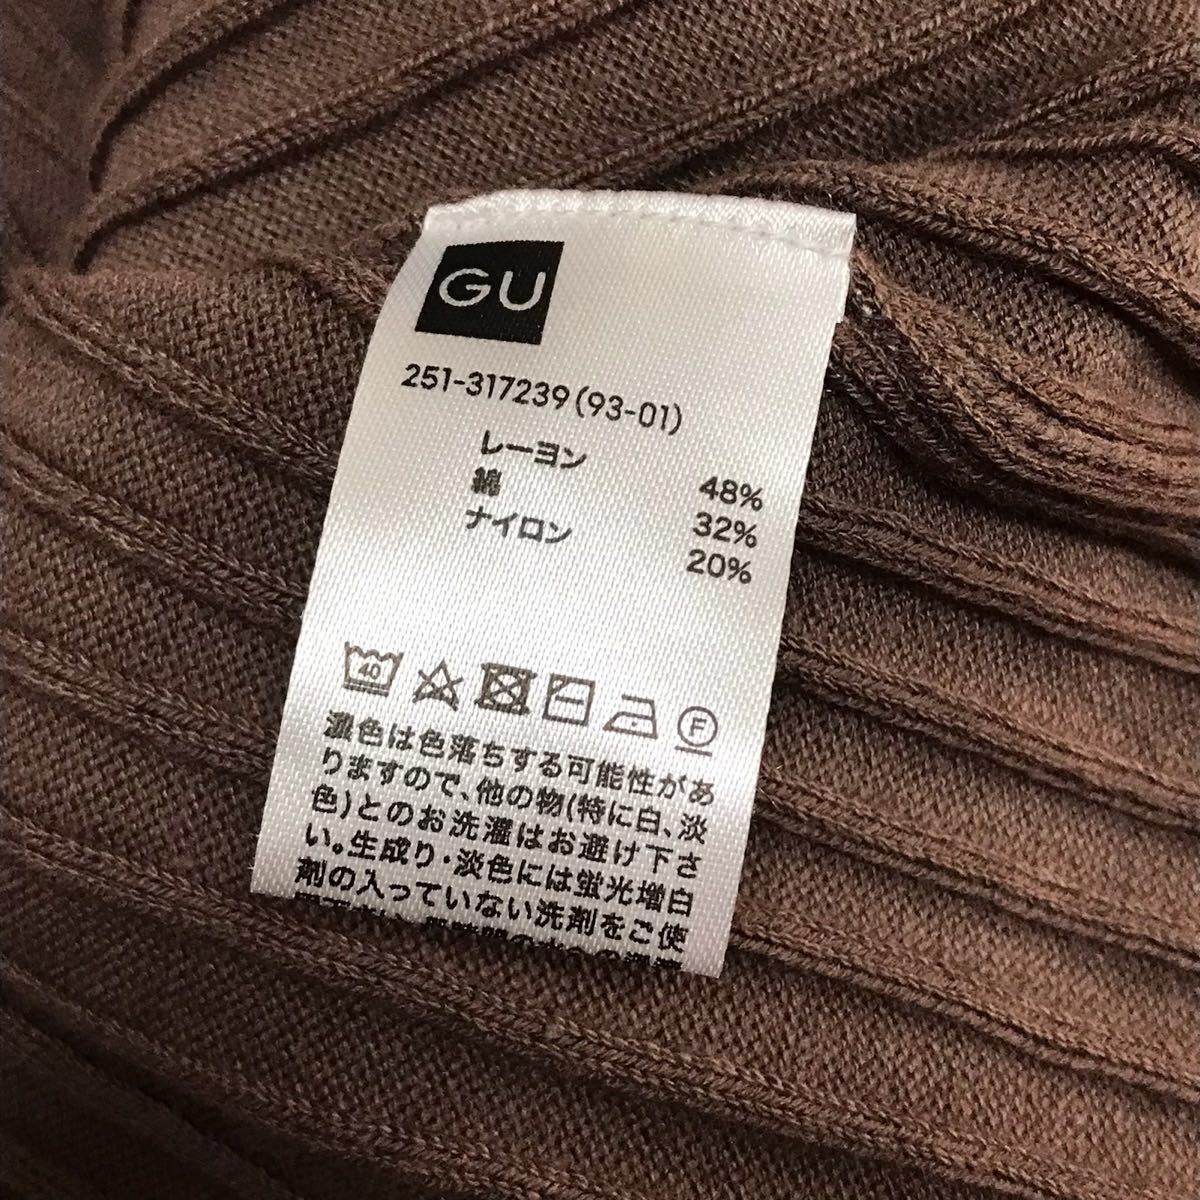 GU
251-317239(93-01)
レーヨン 48%
綿 32%
ナイロン 20%
40
F
濃色は色落ちする可能性があ
りますので、他の物(特に白、淡
色)とのお洗濯はお避け下さ
い。生成り・淡色には蛍光増白
剤の入っていない洗剤をご使